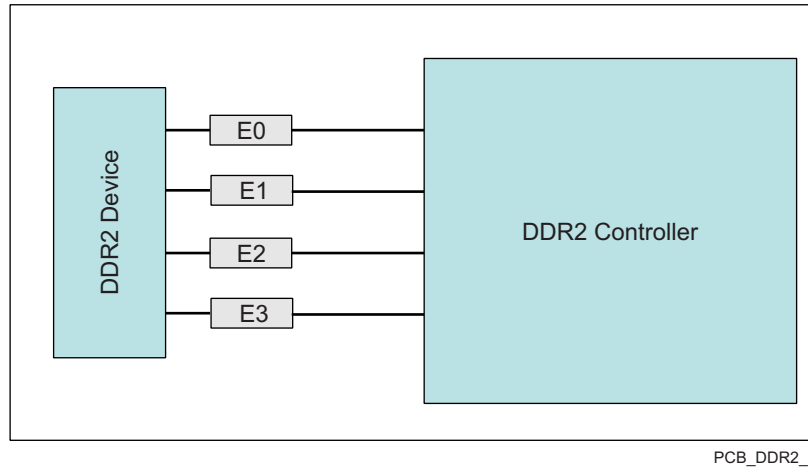 DDR2 Device
E0
E1
E2
E3
DDR2 Controller
PCB_DDR2_